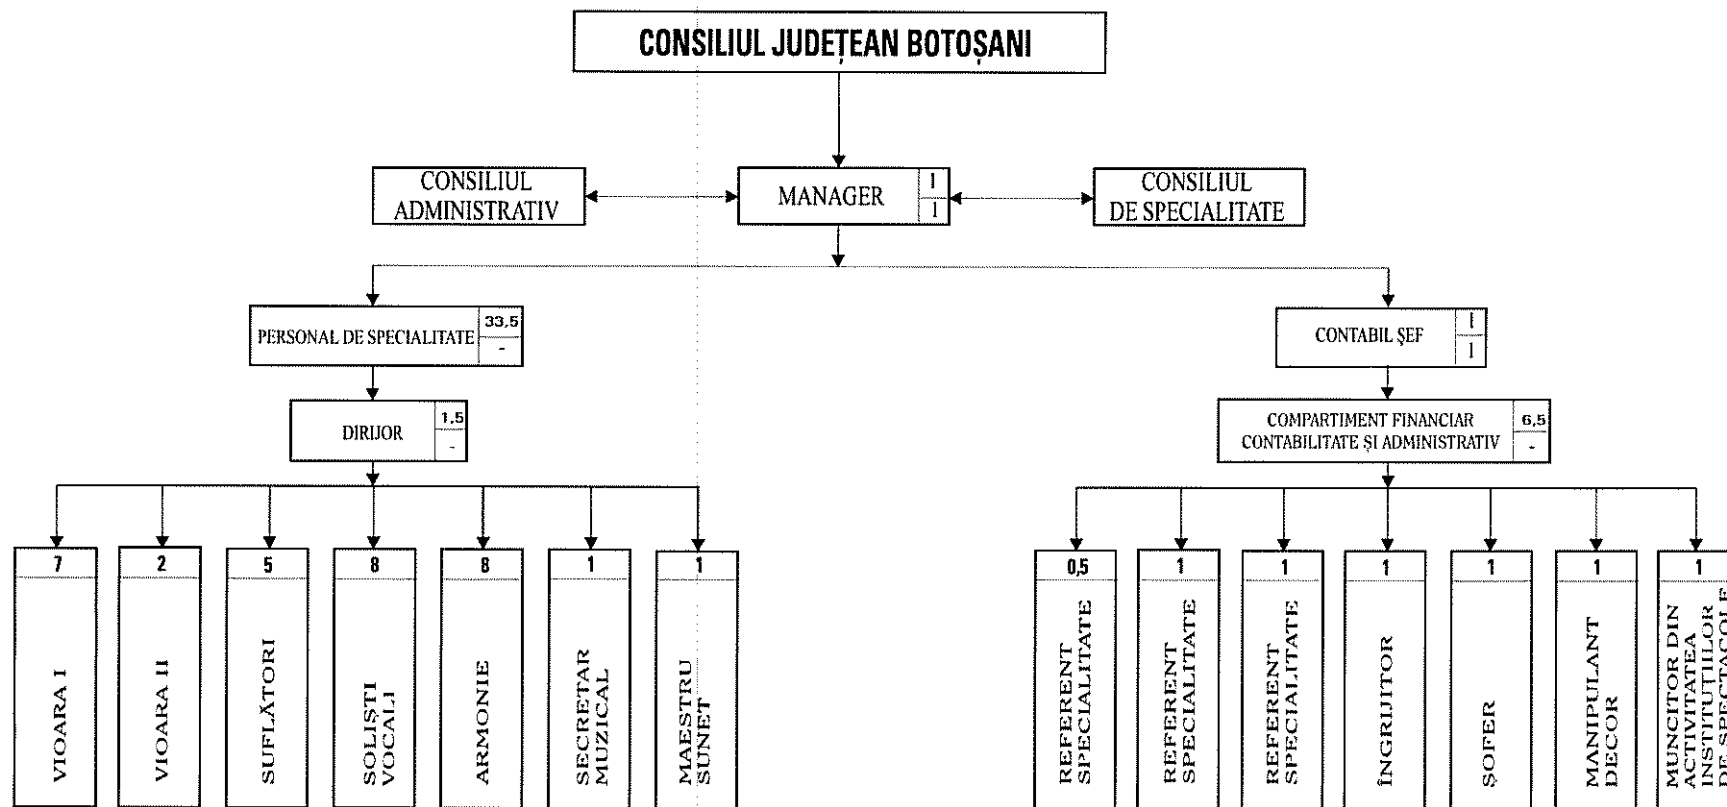 CONSILIUL JUDEȚEAN BOTOȘANI
CONSILIUL
ADMINISTRATIV
MANAGER
1
1
CONSILIUL
DE SPECIALITATE
PERSONAL DE SPECIALITATE
33,5
-
CONTABIL ŞEF
1
1
DIRIJOR
1,5
-
COMPARTIMENT FINANCIAR
CONTABILITATE ȘI ADMINISTRATIV
6,5
-
7
VIOARA I
2
VIOARA II
5
SUFLĂTORI
8
SOLIȘTI
VOCALI
8
ARMONIE
1
SECRETAR
MUZICAL
1
MAESTRU
SUNET
0,5
REFERENT
SPECIALITATE
1
REFERENT
SPECIALITATE
1
REFERENT
SPECIALITATE
1
ÎNGRIJITOR
1
ȘOFER
1
MANIPULANT
DECOR
1
MUNCITOR DIN
ACTIVITATEA
INSTITUȚIILOR
DE SPECTACOLE